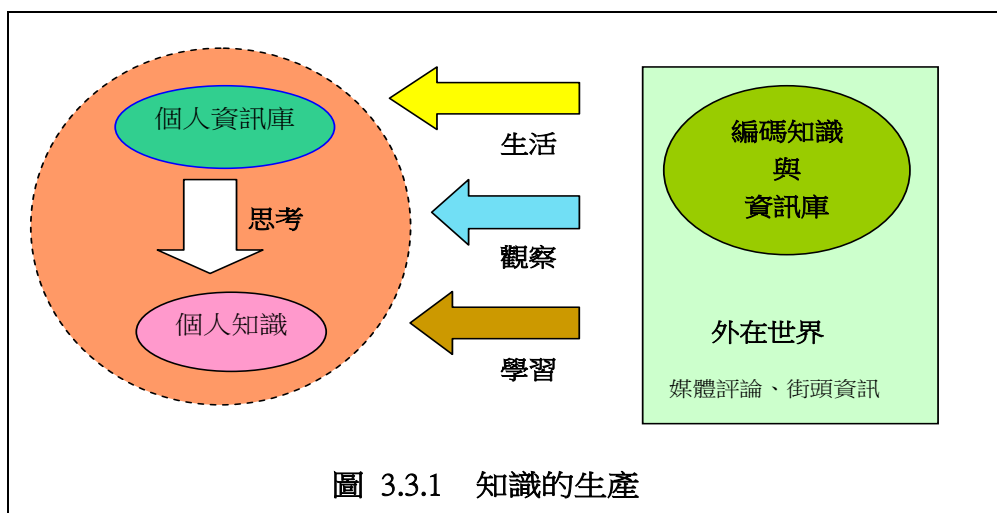 個人資訊庫
思考
個人知識
生活
觀察
學習
編碼知識
與
資訊庫
外在世界
媒體評論、街頭資訊
圖 3.3.1 知識的生產